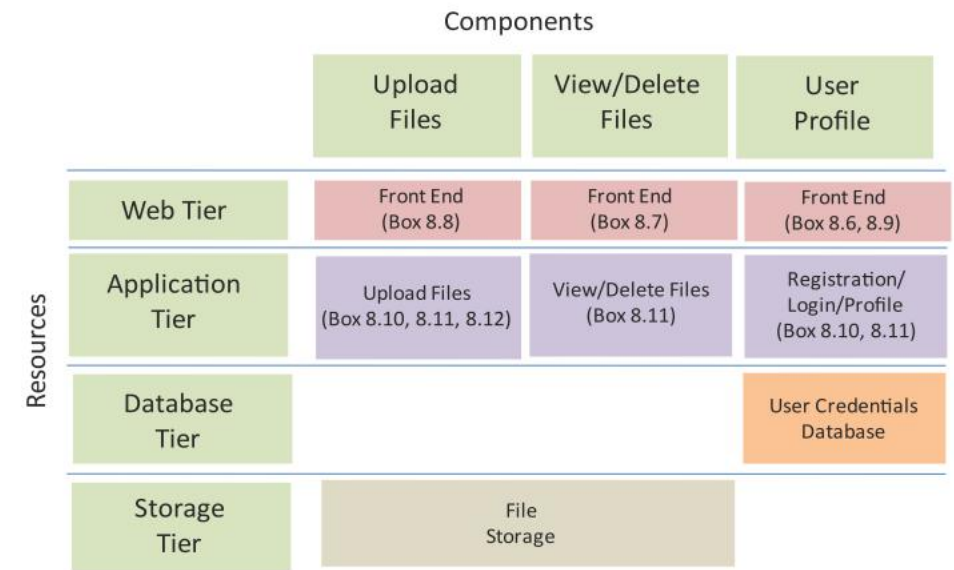 Components
Upload
Files
View/Delete
Files
User
Profile
Resources
Web Tier
Front End
(Box 8.8)
Front End
(Box 8.7)
Front End
(Box 8.6, 8.9)
Application
Tier
Upload Files
(Box 8.10, 8.11, 8.12)
View/Delete Files
(Box 8.11)
Registration/
Login/Profile
(Box 8.10, 8.11)
Database
Tier
User Credentials
Database
Storage
Tier
File
Storage